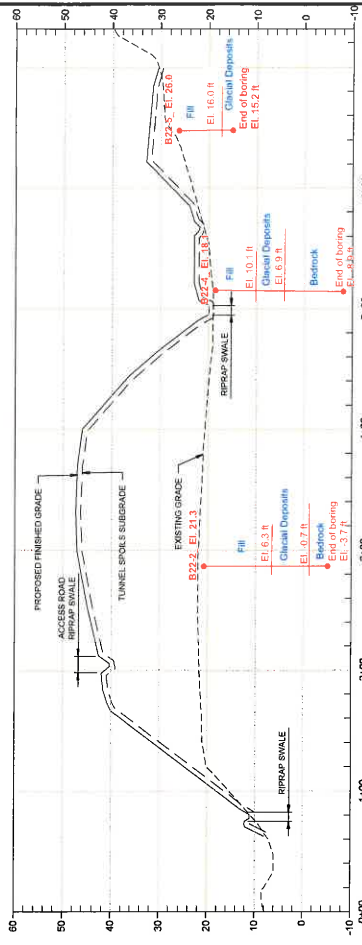 60
50
40
30
20
10
0
-10
PROPOSED FINISHED GRADE
ACCESS ROAD
RIPRAP SWALE
TUNNEL SPOILS SUBGRADE
EXISTING GRADE
RIPRAP SWALE
RIPRAP SWALE
B22-2 El. 21.3
Fill
El. 6.3 ft
Glacial Deposits
El. -0.7 ft
Bedrock
End of boring
El. -3.7 ft
B22-4 El.
Fill
El. 10.1 ft
Glacial Deposits
El. 6.9 ft
Bedrock
End of boring
B22-5 El. 26.0
Fill
El. 16.0 ft
Glacial Deposits
End of boring
El. 15.2 ft
60
50
40
30
20
10
0
-10